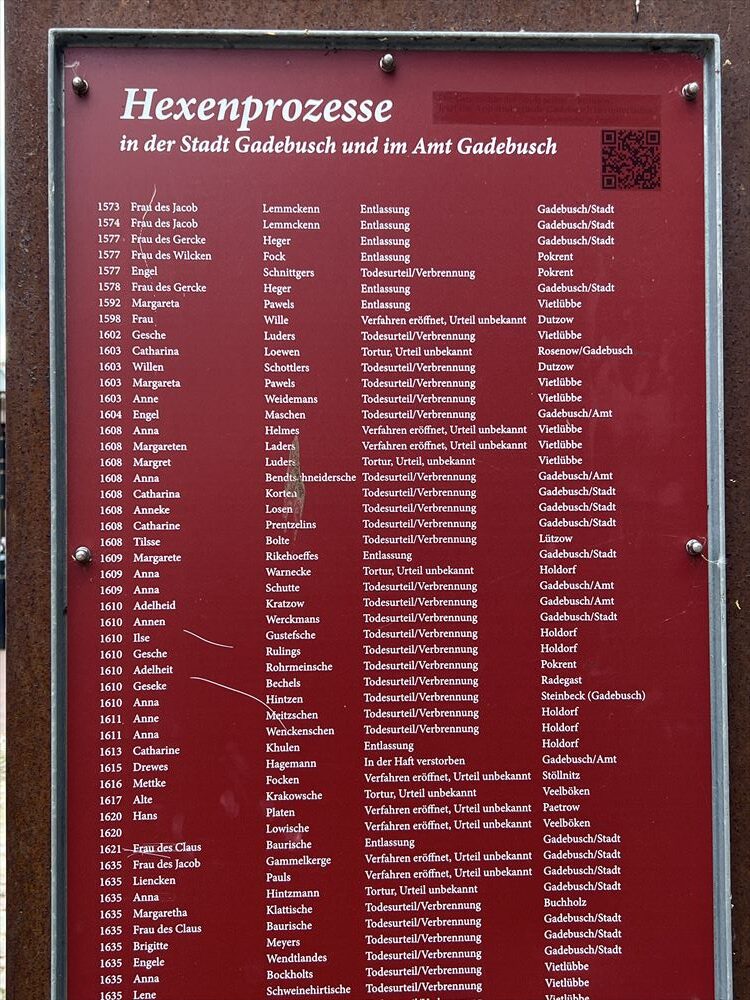 Hexenprozesse
in der Stadt Gadebusch und im Amt Gadebusch
1573 Frau des Jacob Lemmckenn Entlassung Gadebusch/Stadt
1574 Frau des Jacob Lemmckenn Entlassung Gadebusch/Stadt
1577 Frau des Gercke Heger Entlassung Gadebusch/Stadt
1577 Frau des Wilcken Fock Entlassung Pokrent
1577 Engel Schnittgers Todesurteil/Verbrennung Pokrent
1578 Frau des Gercke Heger Entlassung Gadebusch/Stadt
1592 Margareta Pawels Entlassung Vietlübbe
1598 Frau Wille Verfahren eröffnet, Urteil unbekannt Dutzow
1602 Gesche Luders Todesurteil/Verbrennung Vietlübbe
1603 Catharina Loewen Tortur, Urteil unbekannt Rosenow/Gadebusch
1603 Willen Schottlers Todesurteil/Verbrennung Dutzow
1603 Margareta Pawels Todesurteil/Verbrennung Vietlübbe
1603 Anne Weidemans Todesurteil/Verbrennung Vietlübbe
1604 Engel Maschen Todesurteil/Verbrennung Gadebusch/Amt
1608 Anna Helmes Verfahren eröffnet, Urteil unbekannt Vietlübbe
1608 Margareten Laders Verfahren eröffnet, Urteil unbekannt Vietlübbe
1608 Margret Luders Tortur, Urteil, unbekannt Vietlübbe
1608 Anna Bendtschneidersche Todesurteil/Verbrennung Gadebusch/Amt
1608 Catharina Korten Todesurteil/Verbrennung Gadebusch/Stadt
1608 Anneke Losen Todesurteil/Verbrennung Gadebusch/Stadt
1608 Catharine Prentzelins Todesurteil/Verbrennung Gadebusch/Stadt
1608 Tilsse Bolte Todesurteil/Verbrennung Lützow
1609 Margarete Rikehoeffes Entlassung Gadebusch/Stadt
1609 Anna Warnecke Tortur, Urteil unbekannt Holdorf
1609 Anna Schutte Todesurteil/Verbrennung Gadebusch/Amt
1610 Adelheid Kratzow Todesurteil/Verbrennung Gadebusch/Amt
1610 Annen Werckmans Todesurteil/Verbrennung Gadebusch/Stadt
1610 Ilse Gustefsche Todesurteil/Verbrennung Holdorf
1610 Gesche Rulings Todesurteil/Verbrennung Holdorf
1610 Adelheit Rohrmeinsche Todesurteil/Verbrennung Pokrent
1610 Geseke Bechels Todesurteil/Verbrennung Radegast
1610 Anna Hintzen Todesurteil/Verbrennung Steinbeck (Gadebusch)
1611 Anne Meitzschen Todesurteil/Verbrennung Holdorf
1611 Anna Wenckenschen Todesurteil/Verbrennung Holdorf
1613 Catharine Khulen Entlassung Holdorf
1615 Drewes Hagemann In der Haft verstorben Gadebusch/Amt
1616 Mettke Focken Verfahren eröffnet, Urteil unbekannt Stöllnitz
1617 Alte Krakowsche Tortur, Urteil unbekannt Veelböken
1620 Hans Platen Verfahren eröffnet, Urteil unbekannt Paetrow
1620 Lowische Verfahren eröffnet, Urteil unbekannt Veelböken
1621 Frau des Claus Baurische Entlassung Gadebusch/Stadt
1635 Frau des Jacob Gammelkerge Verfahren eröffnet, Urteil unbekannt Gadebusch/Stadt
1635 Liencken Pauls Verfahren eröffnet, Urteil unbekannt Gadebusch/Stadt
1635 Anna Hintzmann Tortur, Urteil unbekannt Gadebusch/Stadt
1635 Margaretha Klattische Todesurteil/Verbrennung Buchholz
1635 Frau des Claus Baurische Todesurteil/Verbrennung Gadebusch/Stadt
1635 Brigitte Meyers Todesurteil/Verbrennung Gadebusch/Stadt
1635 Engele Wendtlandes Todesurteil/Verbrennung Gadebusch/Stadt
1635 Anna Bockholts Todesurteil/Verbrennung Vietlübbe
1635 Lene Schweinehirtische Todesurteil/Verbrennung Vietlübbe
Vietlübbe